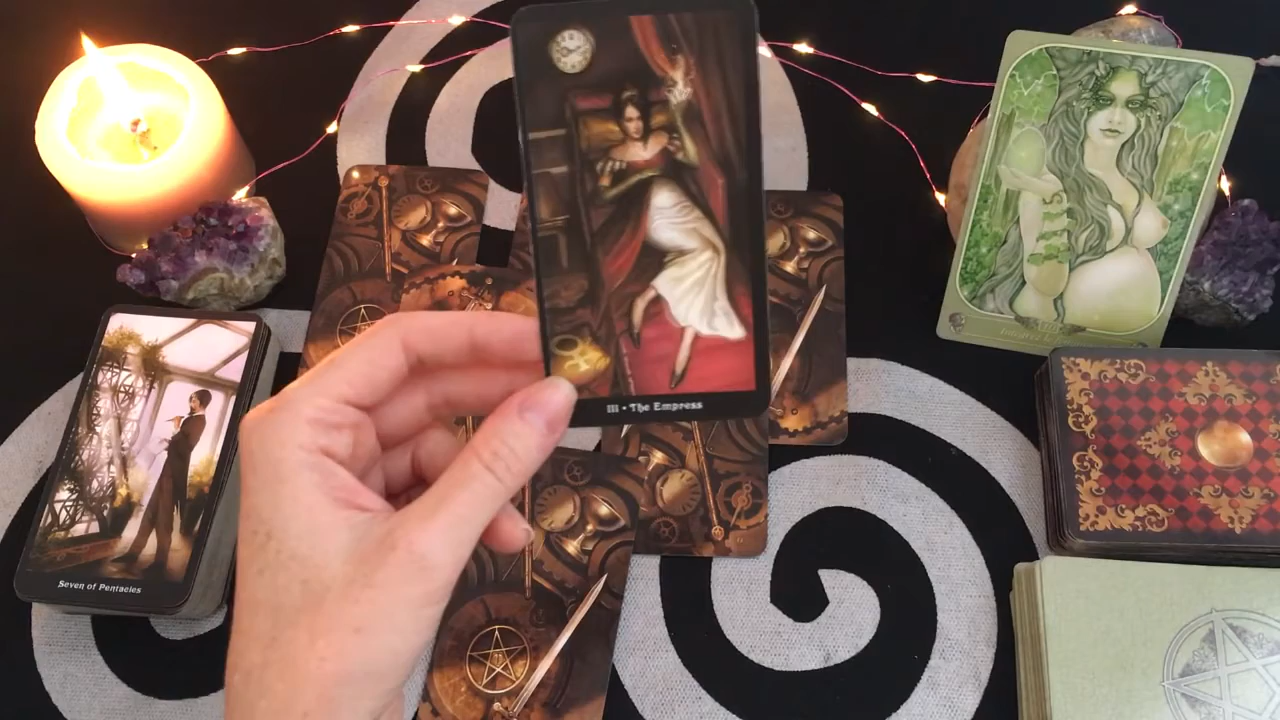 III • The Empress
Seven of Pentacles